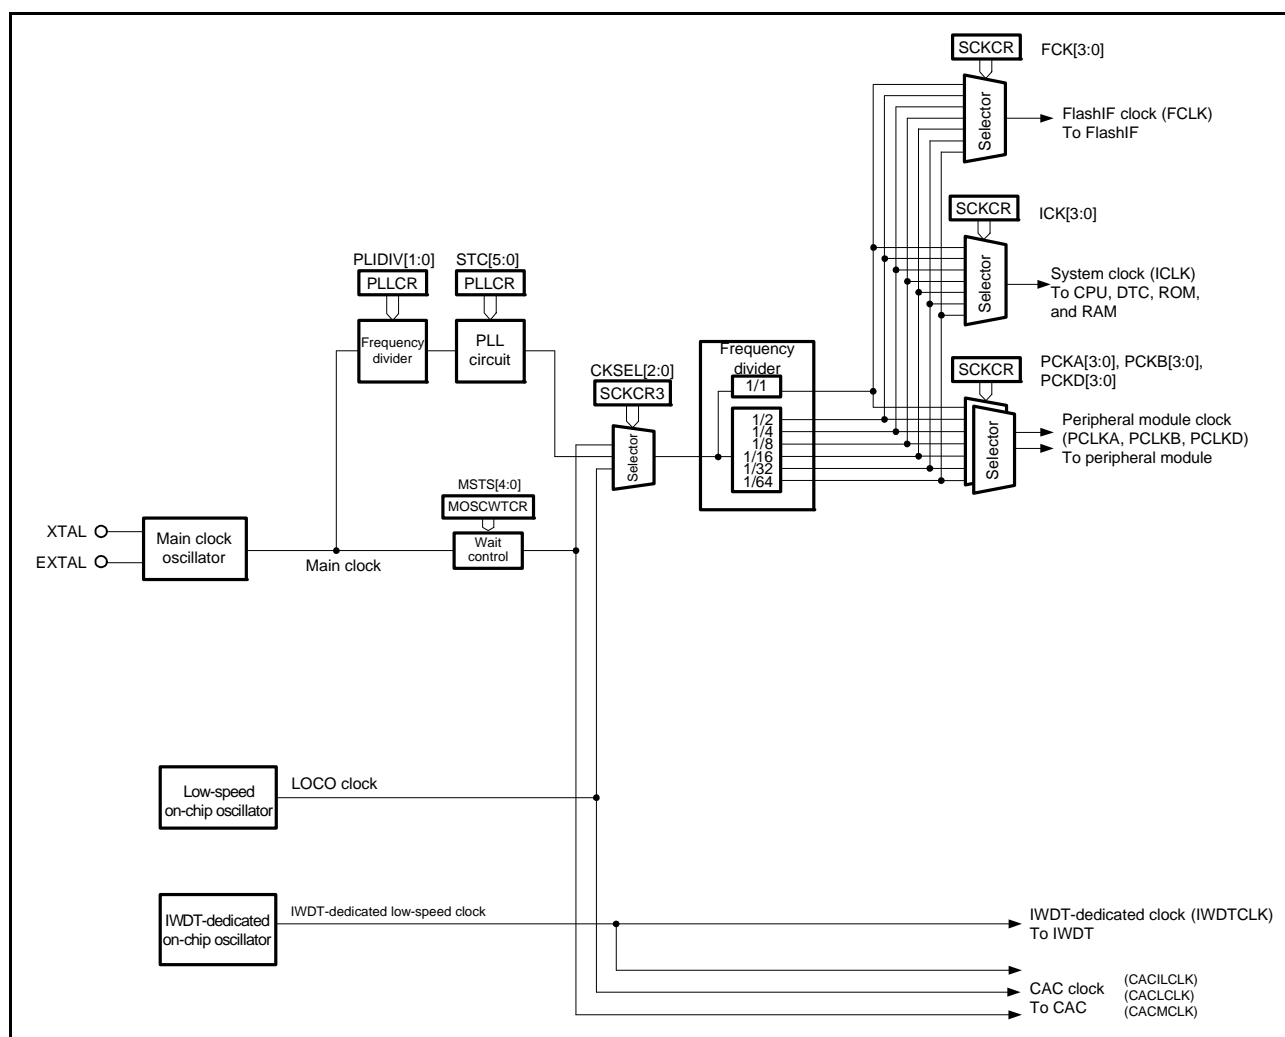 SCKCR FCK[3:0]
Selector
FlashIF clock (FCLK)
To FlashIF
SCKCR ICK[3:0]
Selector
System clock (ICLK)
To CPU, DTC, ROM,
and RAM
PLIDIV[1:0] STC[5:0]
PLLCR PLLCR
Frequency
divider
PLL
circuit
CKSEL[2:0]
SCKCR3
Selector
Frequency
divider
1/1
1/2
1/4
1/8
1/16
1/32
1/64
SCKCR
PCKA[3:0], PCKB[3:0],
PCKD[3:0]
Selector
Peripheral module clock
(PCLKA, PCLKB, PCLKD)
To peripheral module
MSTS[4:0]
MOSCWTCR
Wait
control
XTAL
EXTAL
Main clock
oscillator
Main clock
Low-speed
on-chip oscillator
LOCO clock
IWDT-dedicated
on-chip oscillator
IWDT-dedicated low-speed clock
IWDT-dedicated clock (IWDTCLK)
To IWDT
CAC clock
To CAC
(CACILCLK)
(CACLCLK)
(CACMCLK)